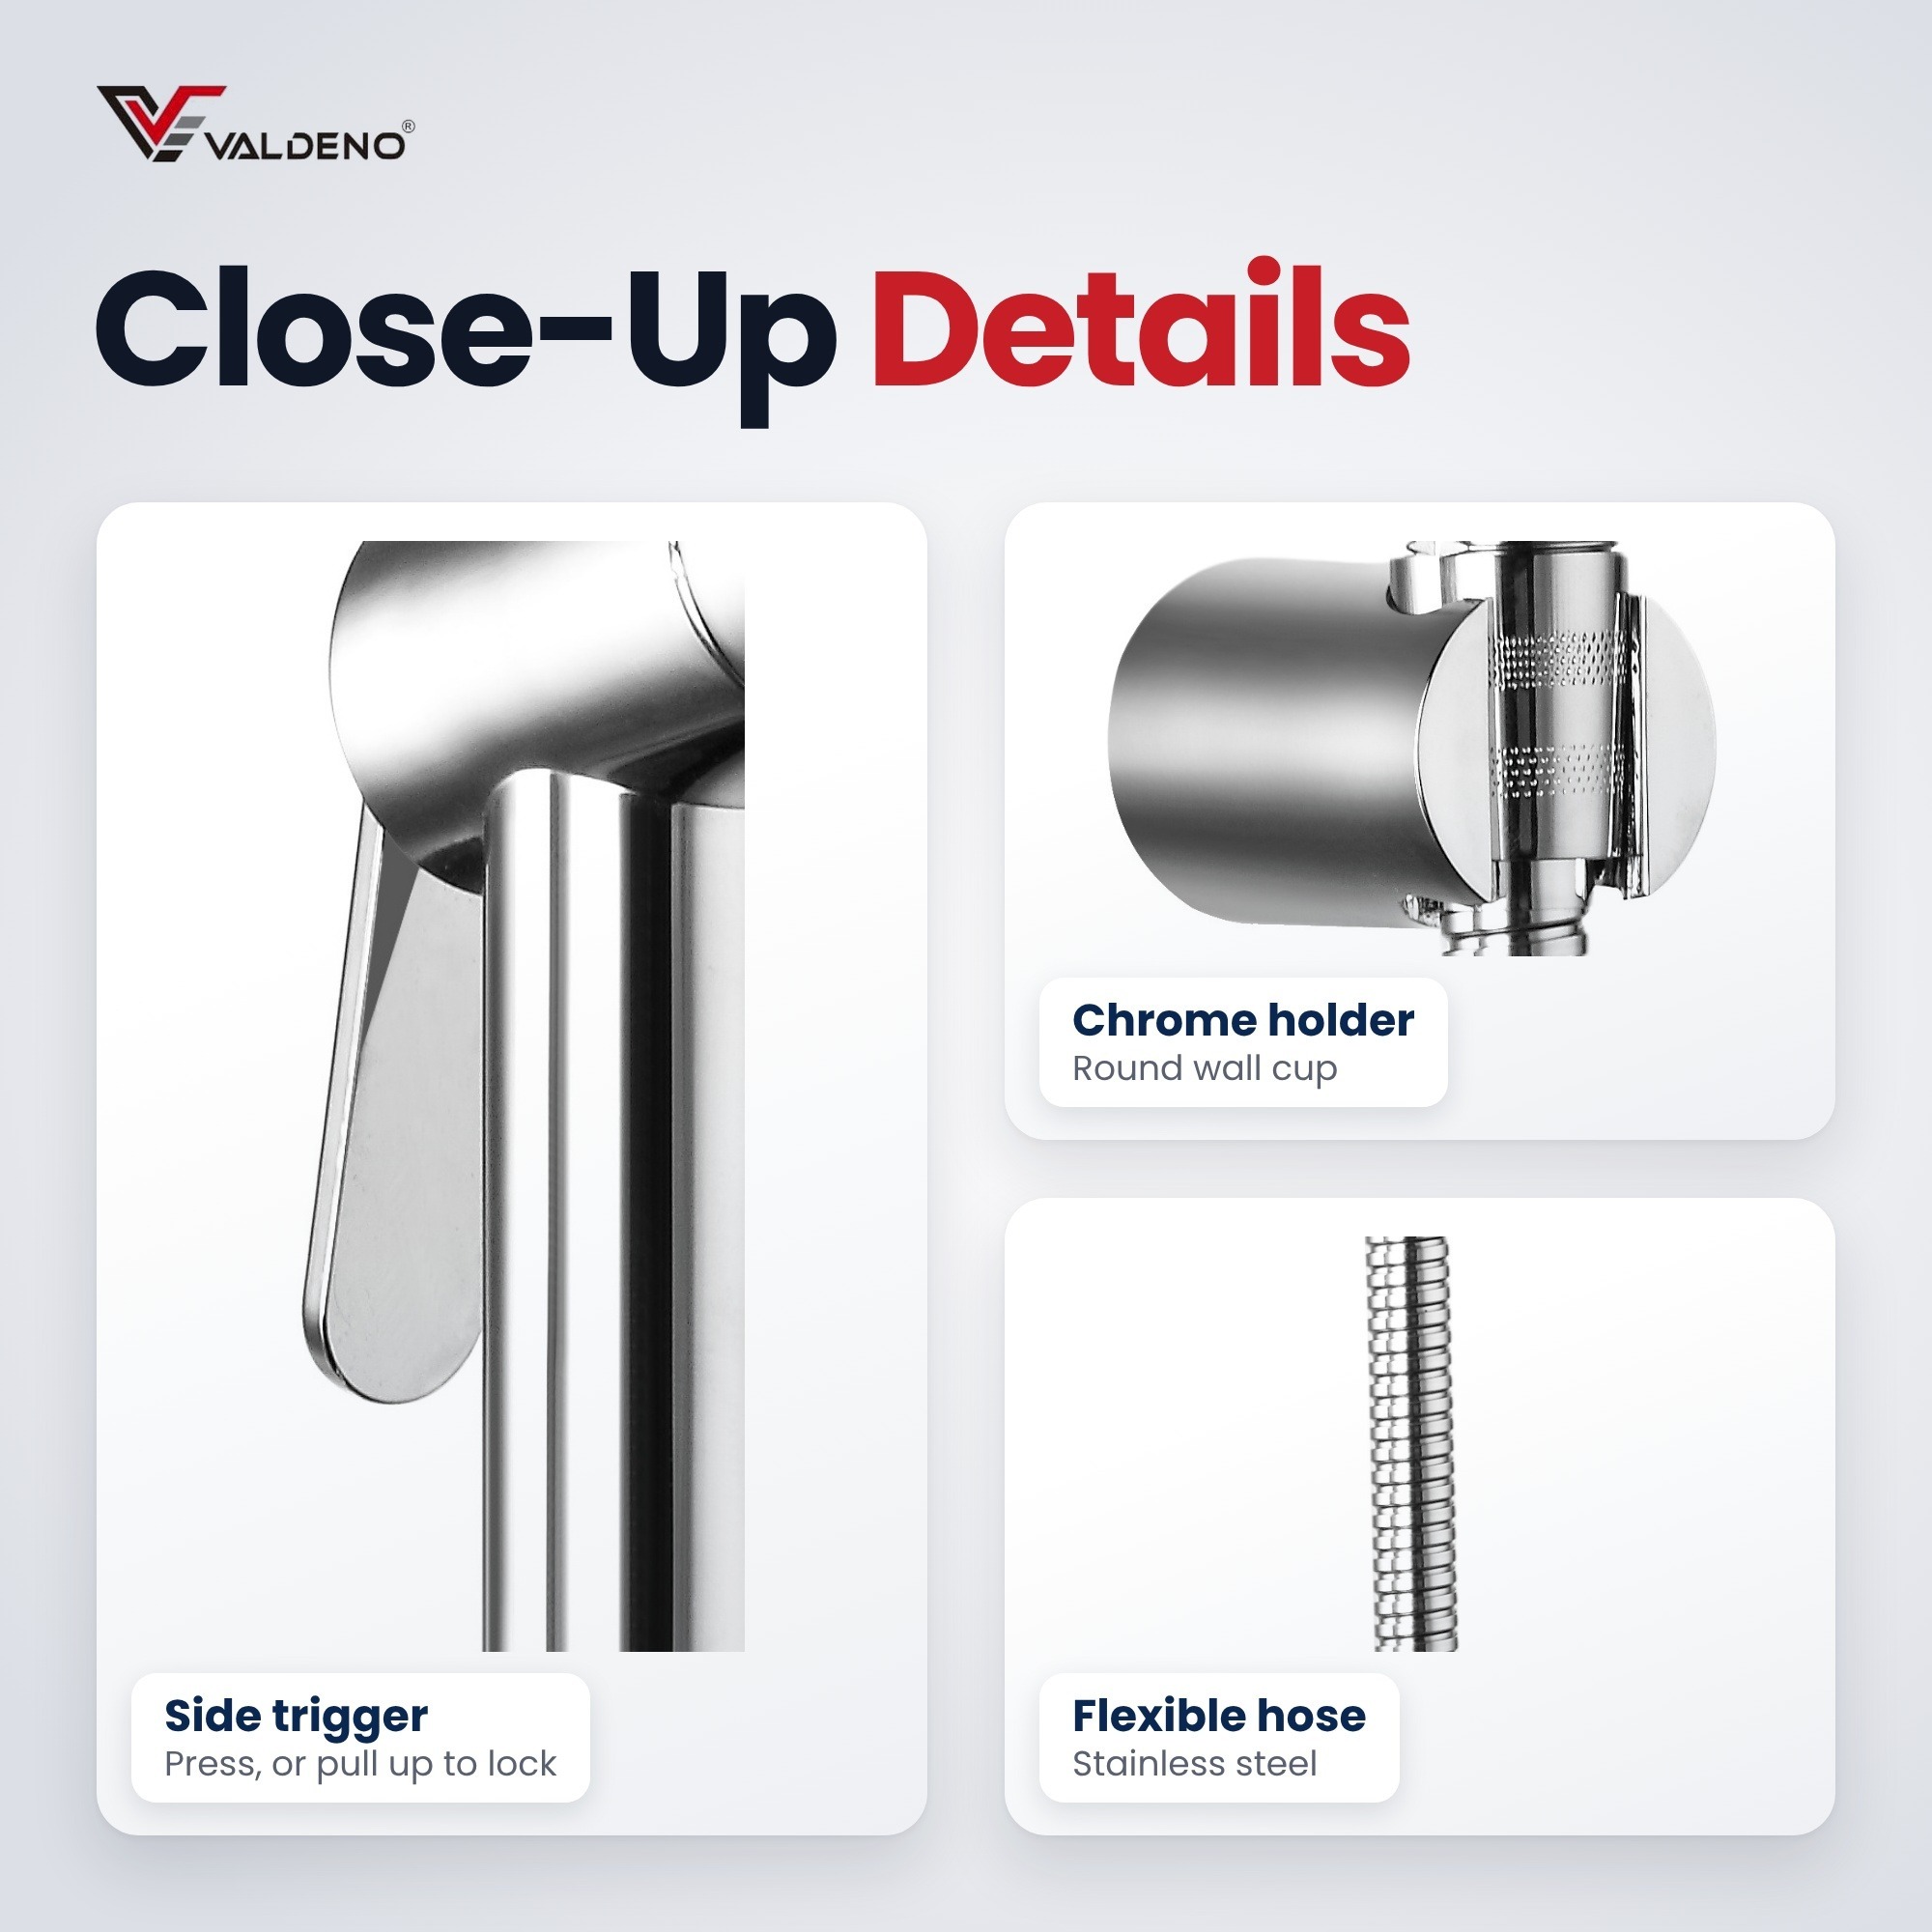 VALDENO®
Close-Up Details
Side trigger
Press, or pull up to lock
Chrome holder
Round wall cup
Flexible hose
Stainless steel